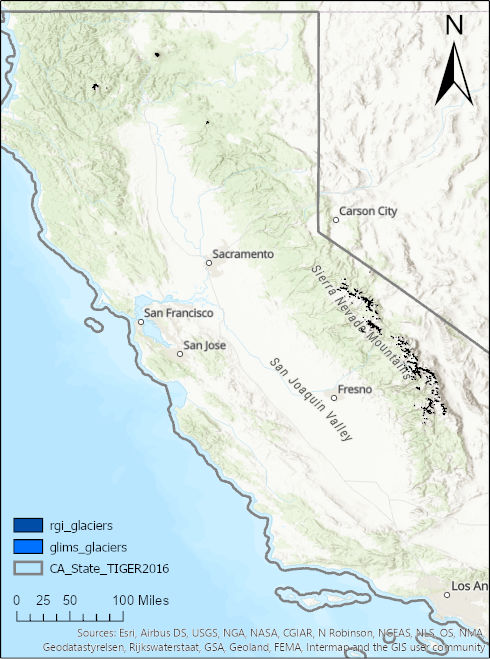 N
Carson City
Sacramento
Sierra Nevada Mountains
San Francisco
San Jose
San Joaquin Valley
Fresno
rgi_glaciers
glims_glaciers
CA_State_TIGER2016
0 25 50 100 Miles
Los An
Sources: Esri, Airbus DS, USGS, NGA, NASA, CGIAR, N Robinson, NCEAS, NLS, OS, NMA,
Geodatastyrelsen, Rijkswaterstaat, GSA, Geoland, FEMA, Intermap and the GIS user community